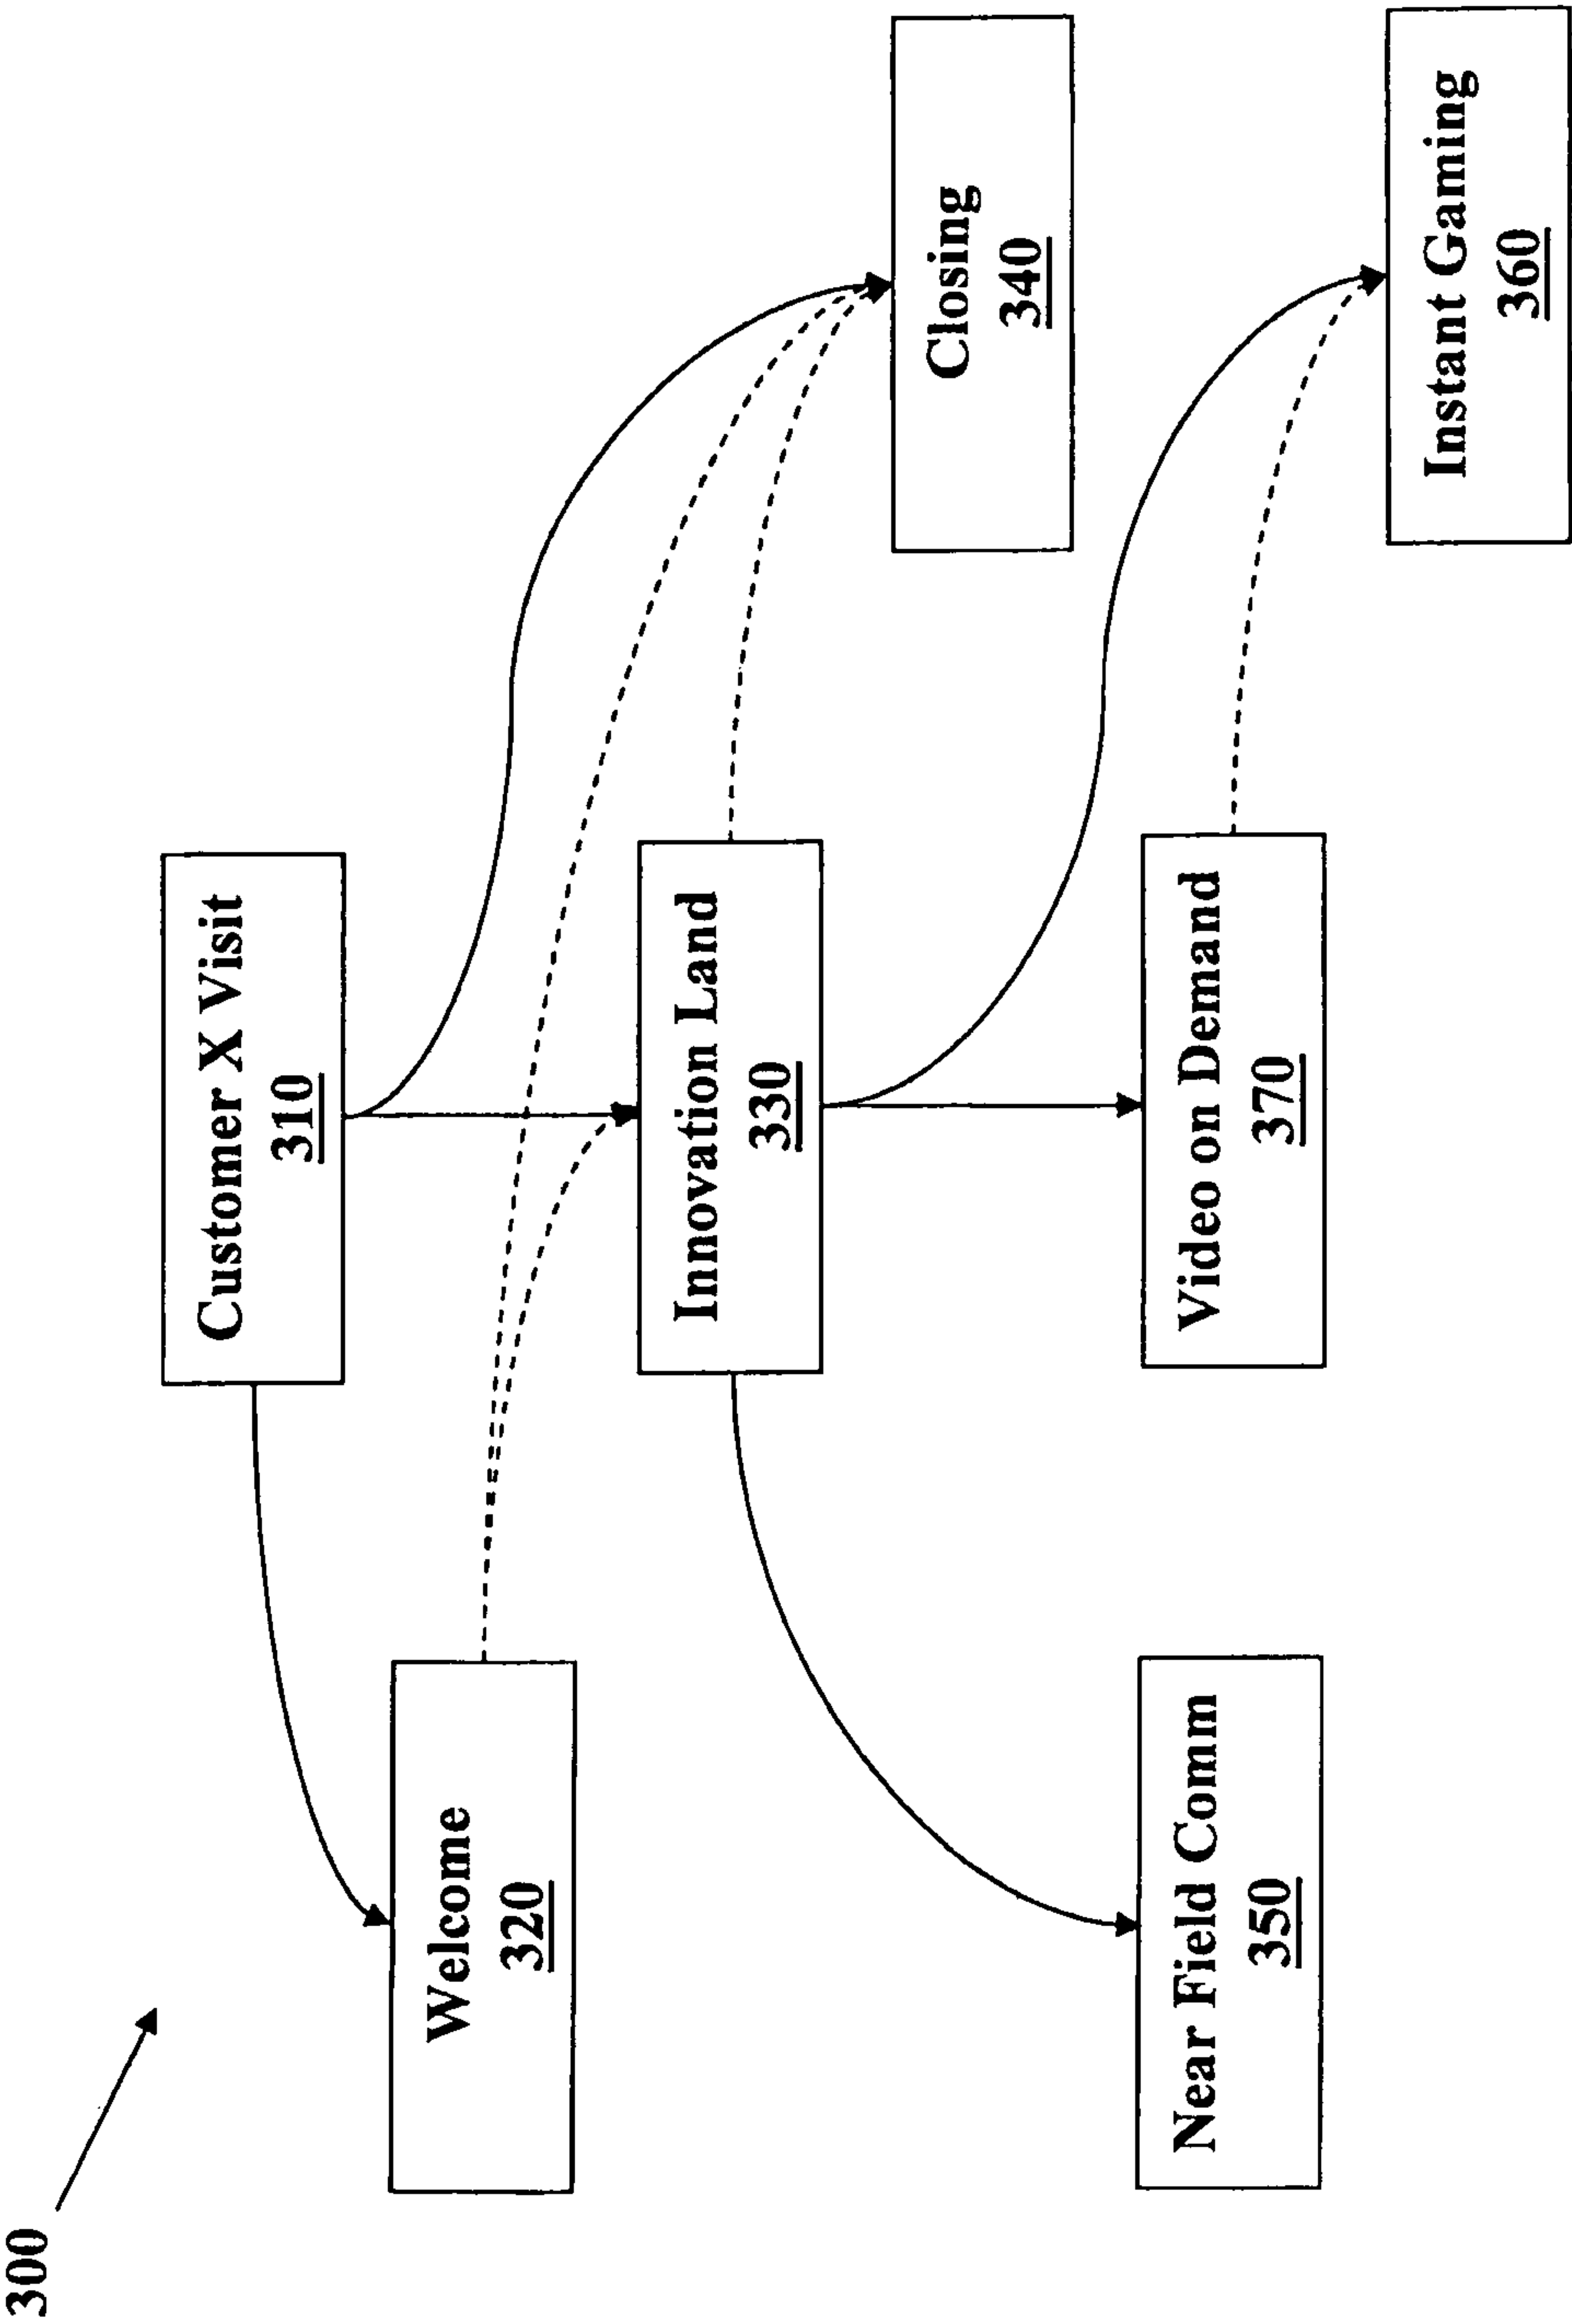 300
Customer X Visit
310
Welcome
320
Innovation Land
330
Closing
340
Near Field Comm
350
Video on Demand
370
Instant Gaming
360